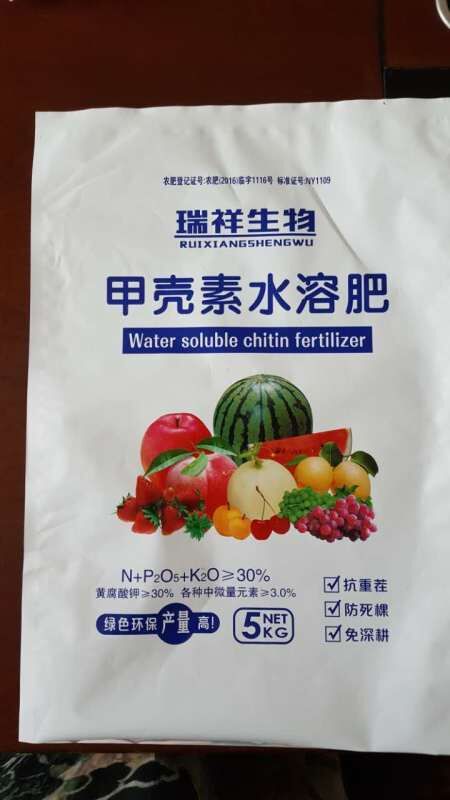 农肥登记证号:农肥(2016)临字1116号 标准证号:NY1109
瑞祥生物
RUIXIANGSHENGWU
甲壳素水溶肥
Water soluble chitin fertilizer
N+P₂O₅+K₂O≥30%
黄腐酸钾≥30% 各种中微量元素≥3.0%
绿色环保 产量 高!
5 NET KG
☑抗重茬
☑防死棵
☑免深耕